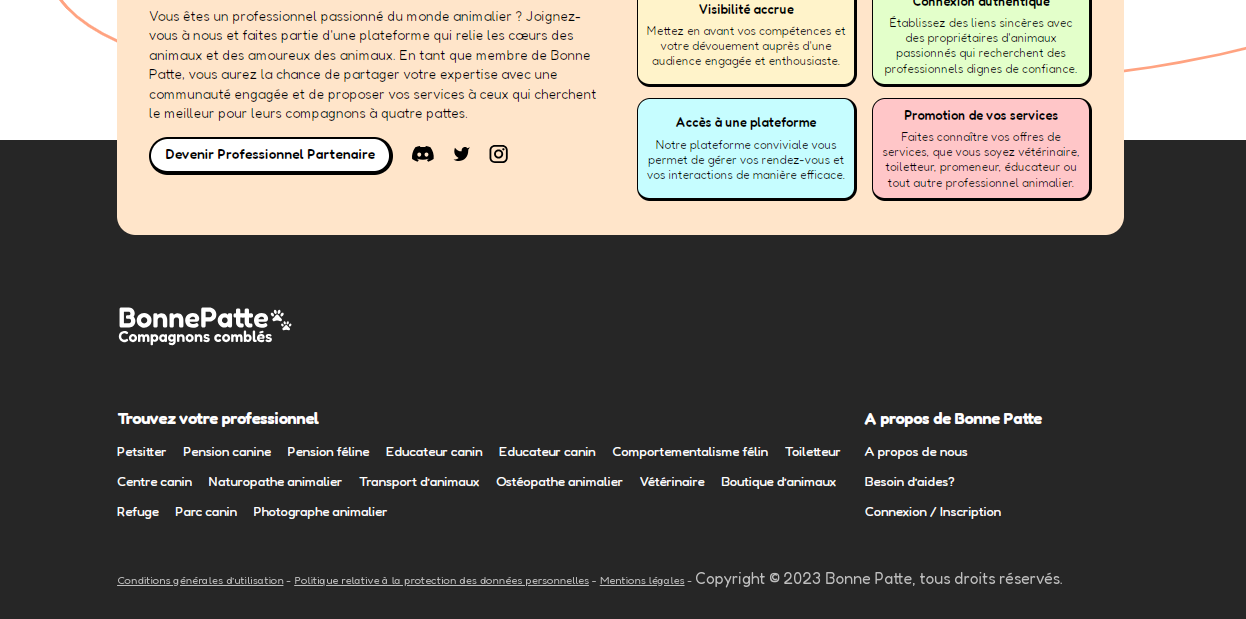 Vous êtes un professionnel passionné du monde animalier ? Joignez-
vous à nous et faites partie d'une plateforme qui relie les cœurs des
animaux et des amoureux des animaux. En tant que membre de Bonne
Patte, vous aurez la chance de partager votre expertise avec une
communauté engagée et de proposer vos services à ceux qui cherchent
le meilleur pour leurs compagnons à quatre pattes.
Devenir Professionnel Partenaire
Visibilité accrue
Mettez en avant vos compétences et
votre dévouement auprès d'une
audience engagée et enthousiaste.
Connexion authentique
Établissez des liens sincères avec
des propriétaires d'animaux
passionnés qui recherchent des
professionnels dignes de confiance.
Accès à une plateforme
Notre plateforme conviviale vous
permet de gérer vos rendez-vous et
vos interactions de manière efficace.
Promotion de vos services
Faites connaître vos offres de
services, que vous soyez vétérinaire,
toiletteur, promeneur, éducateur ou
tout autre professionnel animalier.
BonnePatte
Compagnons comblés
Trouvez votre professionnel
Petsitter Pension canine Pension féline Educateur canin Educateur canin Comportementalisme félin Toiletteur
Centre canin Naturopathe animalier Transport d'animaux Ostéopathe animalier Vétérinaire Boutique d'animaux
Refuge Parc canin Photographe animalier
A propos de Bonne Patte
A propos de nous
Besoin d'aides?
Connexion / Inscription
Conditions générales d'utilisation - Politique relative à la protection des données personnelles - Mentions légales - Copyright © 2023 Bonne Patte, tous droits réservés.